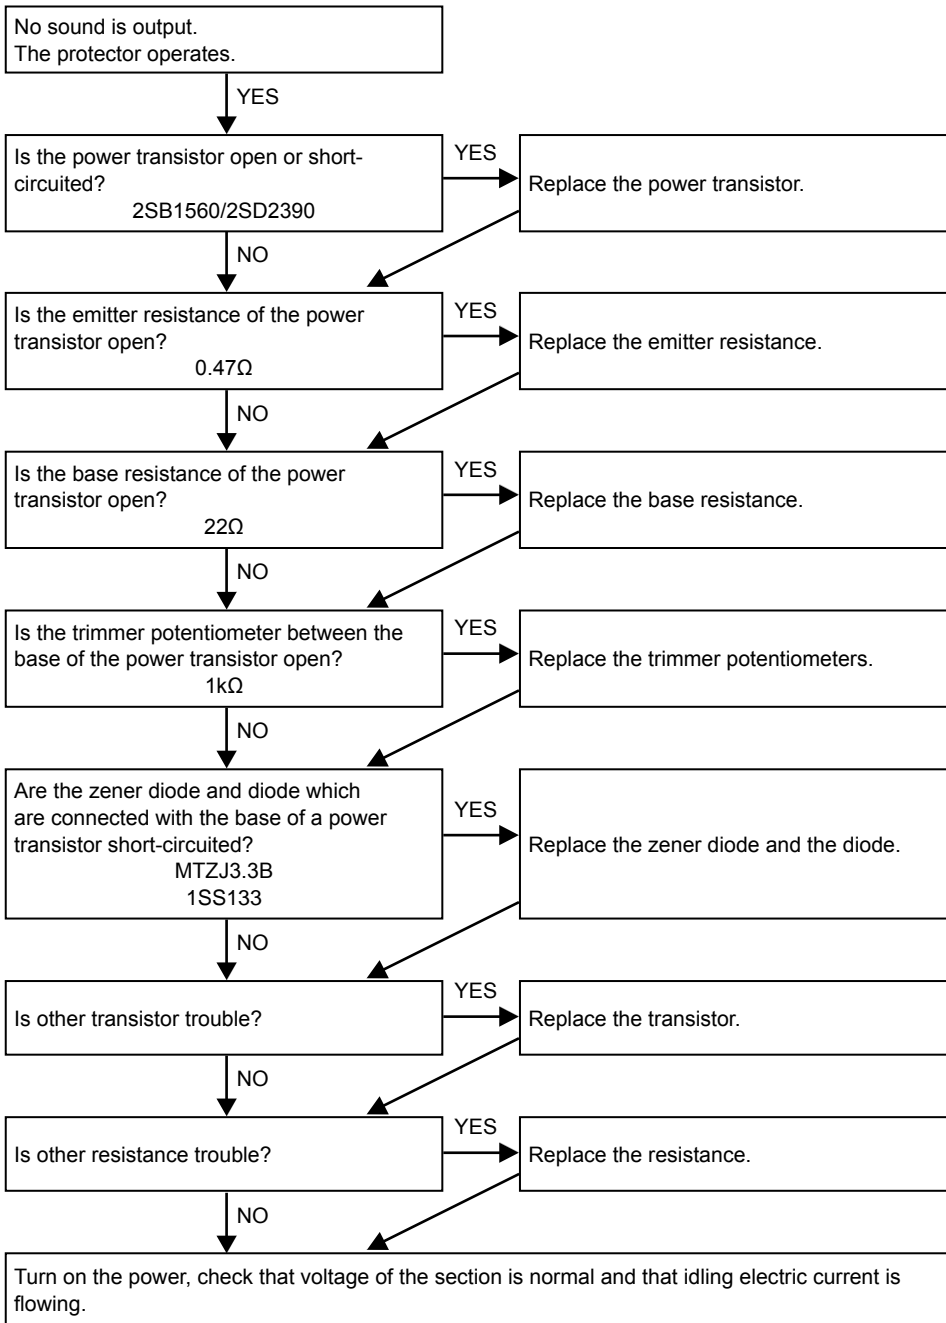 No sound is output.
The protector operates.
YES
Is the power transistor open or short-
circuited?
2SB1560/2SD2390
YES
Replace the power transistor.
NO
Is the emitter resistance of the power
transistor open?
0.47Ω
YES
Replace the emitter resistance.
NO
Is the base resistance of the power
transistor open?
22Ω
YES
Replace the base resistance.
NO
Is the trimmer potentiometer between the
base of the power transistor open?
1kΩ
YES
Replace the trimmer potentiometers.
NO
Are the zener diode and diode which
are connected with the base of a power
transistor short-circuited?
MTZJ3.3B
1SS133
YES
Replace the zener diode and the diode.
NO
Is other transistor trouble?
YES
Replace the transistor.
NO
Is other resistance trouble?
YES
Replace the resistance.
NO
Turn on the power, check that voltage of the section is normal and that idling electric current is
flowing.